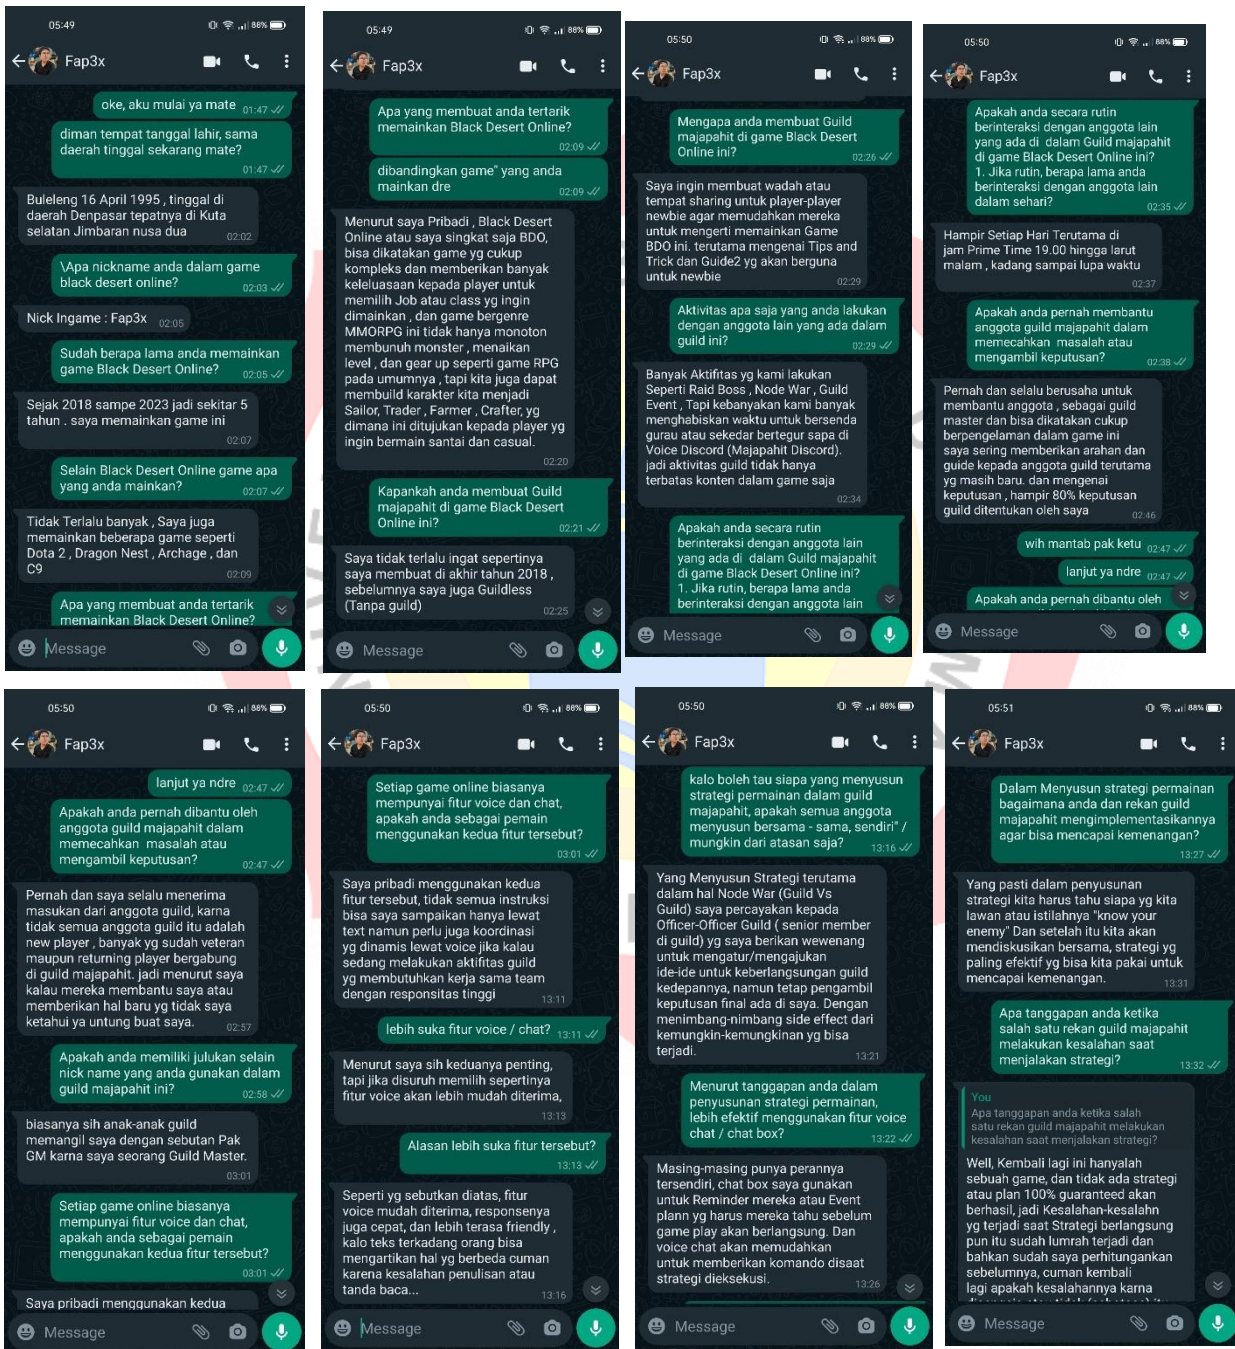 05:49
88%
Fap3x
oke, aku mulai ya mate 01:47
diman tempat tanggal lahir, sama
daerah tinggal sekarang mate?
01:47
Buleleng 16 April 1995 , tinggal di
daerah Denpasar tepatnya di Kuta
selatan Jimbaran nusa dua 02:02
\Apa nickname anda dalam game
black desert online? 02:03
Nick Ingame : Fap3x 02:05
Sudah berapa lama anda memainkan
game Black Desert Online? 02:05
Sejak 2018 sampe 2023 jadi sekitar 5
tahun . saya memainkan game ini
02:07
Selain Black Desert Online game apa
yang anda mainkan? 02:07
Tidak Terlalu banyak , Saya juga
memainkan beberapa game seperti
Dota 2 , Dragon Nest , Archage , dan
C9 02:09
Apa yang membuat anda tertarik
memainkan Black Desert Online?
Message
05:49
88%
Fap3x
Apa yang membuat anda tertarik
memainkan Black Desert Online?
02:09
dibandingkan game" yang anda
mainkan dre 02:09
Menurut saya Pribadi , Black Desert
Online atau saya singkat saja BDO,
bisa dikatakan game yg cukup
kompleks dan memberikan banyak
keleluasaan kepada player untuk
memilih Job atau class yg ingin
dimainkan , dan game bergenre
MMORPG ini tidak hanya monoton
membunuh monster , menaikan
level , dan gear up seperti game RPG
pada umumnya , tapi kita juga dapat
membuild karakter kita menjadi
Sailor, Trader , Farmer , Crafter, yg
dimana ini ditujukan kepada player yg
ingin bermain santai dan casual.
02:20
Kapankah anda membuat Guild
majapahit di game Black Desert
Online ini? 02:21
Saya tidak terlalu ingat sepertinya
saya membuat di akhir tahun 2018 ,
sebelumnya saya juga Guildless
(Tanpa guild) 02:25
Message
05:50
88%
Fap3x
Mengapa anda membuat Guild
majapahit di game Black Desert
Online ini? 02:26
Saya ingin membuat wadah atau
tempat sharing untuk player-player
newbie agar memudahkan mereka
untuk mengerti memainkan Game
BDO ini. terutama mengenai Tips and
Trick dan Guide2 yg akan berguna
untuk newbie 02:29
Aktivitas apa saja yang anda lakukan
dengan anggota lain yang ada dalam
guild ini? 02:29
Banyak Aktifitas yg kami lakukan
Seperti Raid Boss , Node War , Guild
Event , Tapi kebanyakan kami banyak
menghabiskan waktu untuk bersenda
gurau atau sekedar bertegur sapa di
Voice Discord (Majapahit Discord).
jadi aktivitas guild tidak hanya
terbatas konten dalam game saja
02:34
Apakah anda secara rutin
berinteraksi dengan anggota lain
yang ada di dalam Guild majapahit
di game Black Desert Online ini?
1. Jika rutin, berapa lama anda
berinteraksi dengan anggota lain
Message
05:50
88%
Fap3x
Apakah anda secara rutin
berinteraksi dengan anggota lain
yang ada di dalam Guild majapahit
di game Black Desert Online ini?
1. Jika rutin, berapa lama anda
berinteraksi dengan anggota lain
dalam sehari? 02:35
Hampir Setiap Hari Terutama di
jam Prime Time 19.00 hingga larut
malam , kadang sampai lupa waktu
02:37
Apakah anda pernah membantu
anggota guild majapahit dalam
memecahkan masalah atau
mengambil keputusan? 02:38
Pernah dan selalu berusaha untuk
membantu anggota , sebagai guild
master dan bisa dikatakan cukup
berpengelaman dalam game ini
saya sering memberikan arahan dan
guide kepada anggota guild terutama
yg masih baru. dan mengenai
keputusan , hampir 80% keputusan
guild ditentukan oleh saya 02:46
wih mantab pak ketu 02:47
lanjut ya ndre 02:47
Apakah anda pernah dibantu oleh
Message
05:50
88%
Fap3x
lanjut ya ndre 02:47
Apakah anda pernah dibantu oleh
anggota guild majapahit dalam
memecahkan masalah atau
mengambil keputusan? 02:47
Pernah dan saya selalu menerima
masukan dari anggota guild, karna
tidak semua anggota guild itu adalah
new player , banyak yg sudah veteran
maupun returning player bergabung
di guild majapahit. jadi menurut saya
kalau mereka membantu saya atau
memberikan hal baru yg tidak saya
ketahui ya untung buat saya. 02:57
Apakah anda memiliki julukan selain
nick name yang anda gunakan dalam
guild majapahit ini? 02:58
biasanya sih anak-anak guild
memangil saya dengan sebutan Pak
GM karna saya seorang Guild Master.
03:01
Setiap game online biasanya
mempunyai fitur voice dan chat,
apakah anda sebagai pemain
menggunakan kedua fitur tersebut?
03:01
Saya pribadi menggunakan kedua
Message
05:50
88%
Fap3x
Setiap game online biasanya
mempunyai fitur voice dan chat,
apakah anda sebagai pemain
menggunakan kedua fitur tersebut?
03:01
Saya pribadi menggunakan kedua
fitur tersebut, tidak semua instruksi
bisa saya sampaikan hanya lewat
text namun perlu juga koordinasi
yg dinamis lewat voice jika kalau
sedang melakukan aktifitas guild
yg membutuhkan kerja sama team
dengan responsitas tinggi 13:11
lebih suka fitur voice / chat? 13:11
Menurut saya sih keduanya penting,
tapi jika disuruh memilih sepertinya
fitur voice akan lebih mudah diterima,
13:13
Alasan lebih suka fitur tersebut?
13:13
Seperti yg sebutkan diatas, fitur
voice mudah diterima, responsenya
juga cepat, dan lebih terasa friendly ,
kalo teks terkadang orang bisa
mengartikan hal yg berbeda cuman
karena kesalahan penulisan atau
tanda baca... 13:16
Message
05:50
88%
Fap3x
kalo boleh tau siapa yang menyusun
strategi permainan dalam guild
majapahit, apakah semua anggota
menyusun bersama - sama, sendiri" /
mungkin dari atasan saja? 13:16
Yang Menyusun Strategi terutama
dalam hal Node War (Guild Vs
Guild) saya percayakan kepada
Officer-Officer Guild ( senior member
di guild) yg saya berikan wewenang
untuk mengatur/mengajukan
ide-ide untuk keberlangsungan guild
kedepannya, namun tetap pengambil
keputusan final ada di saya. Dengan
menimbang-nimbang side effect dari
kemungkin-kemungkinan yg bisa
terjadi. 13:21
Menurut tanggapan anda dalam
penyusunan strategi permainan,
lebih efektif menggunakan fitur voice
chat / chat box? 13:22
Masing-masing punya perannya
tersendiri, chat box saya gunakan
untuk Reminder mereka atau Event
plann yg harus mereka tahu sebelum
game play akan berlangsung. Dan
voice chat akan memudahkan
untuk memberikan komando disaat
strategi dieksekusi. 13:26
Message
05:51
88%
Fap3x
Dalam Menyusun strategi permainan
bagaimana anda dan rekan guild
majapahit mengimplementasikannya
agar bisa mencapai kemenangan?
13:27
Yang pasti dalam penyusunan
strategi kita harus tahu siapa yg kita
lawan atau istilahnya "know your
enemy" Dan setelah itu kita akan
mendiskusikan bersama, strategi yg
paling efektif yg bisa kita pakai untuk
mencapai kemenangan. 13:31
Apa tanggapan anda ketika
salah satu rekan guild majapahit
melakukan kesalahan saat
menjalakan strategi? 13:32
You
Apa tanggapan anda ketika salah
satu rekan guild majapahit melakukan
kesalahan saat menjalakan strategi?
Well, Kembali lagi ini hanyalah
sebuah game, dan tidak ada strategi
atau plan 100% guaranteed akan
berhasil, jadi Kesalahan-kesalahn
yg terjadi saat Strategi berlangsung
pun itu sudah lumrah terjadi dan
bahkan sudah saya perhitungankan
sebelumnya, cuman kembali
lagi apakah kesalahannya karna
Message